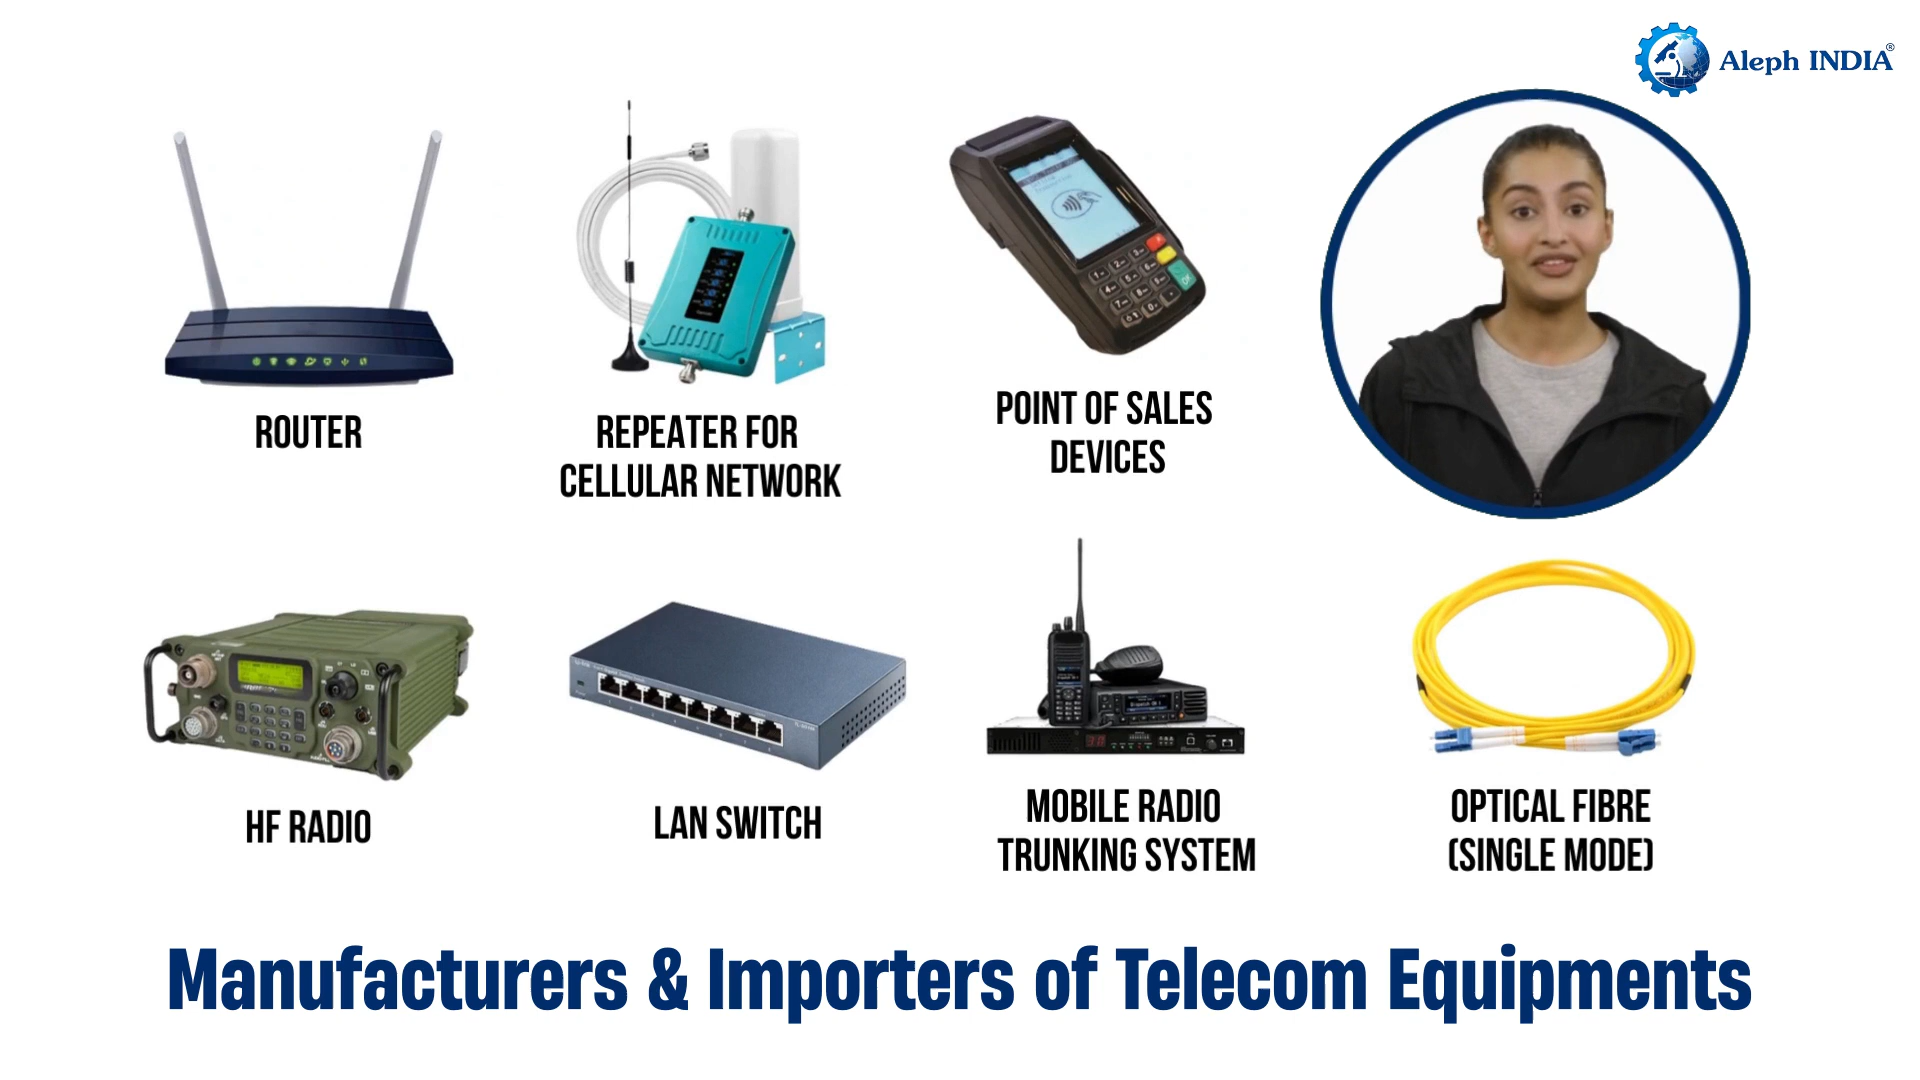 Aleph INDIA®
ROUTER
REPEATER FOR
CELLULAR NETWORK
POINT OF SALES
DEVICES
HF RADIO
LAN SWITCH
MOBILE RADIO
TRUNKING SYSTEM
OPTICAL FIBRE
(SINGLE MODE)
Manufacturers & Importers of Telecom Equipments